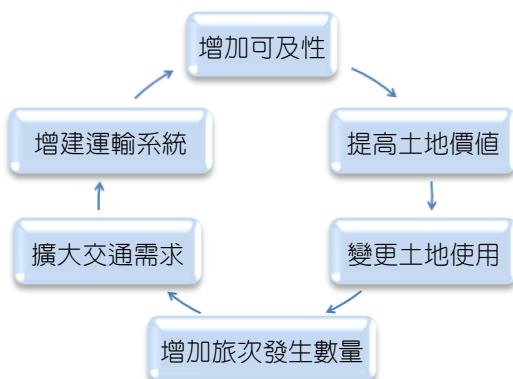 增加可及性
提高土地價值
變更土地使用
增加旅次發生數量
擴大交通需求
增建運輸系統